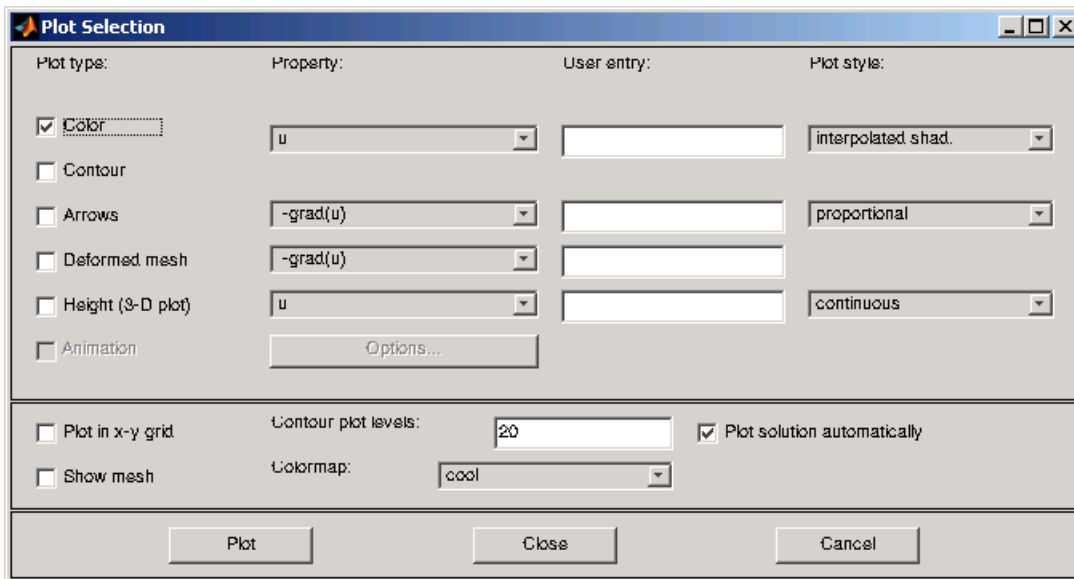 Plot Selection
Plot type: Property: User entry: Plot style:
Color u interpolated shad.
Contour
Arrows -grad(u) proportional
Deformed mesh -grad(u)
Height (3-D plot) u continuous
Animation Options...
Plot in x-y grid Contour plot levels: 20 Plot solution automatically
Show mesh Colormap: cool
Plot Close Cancel